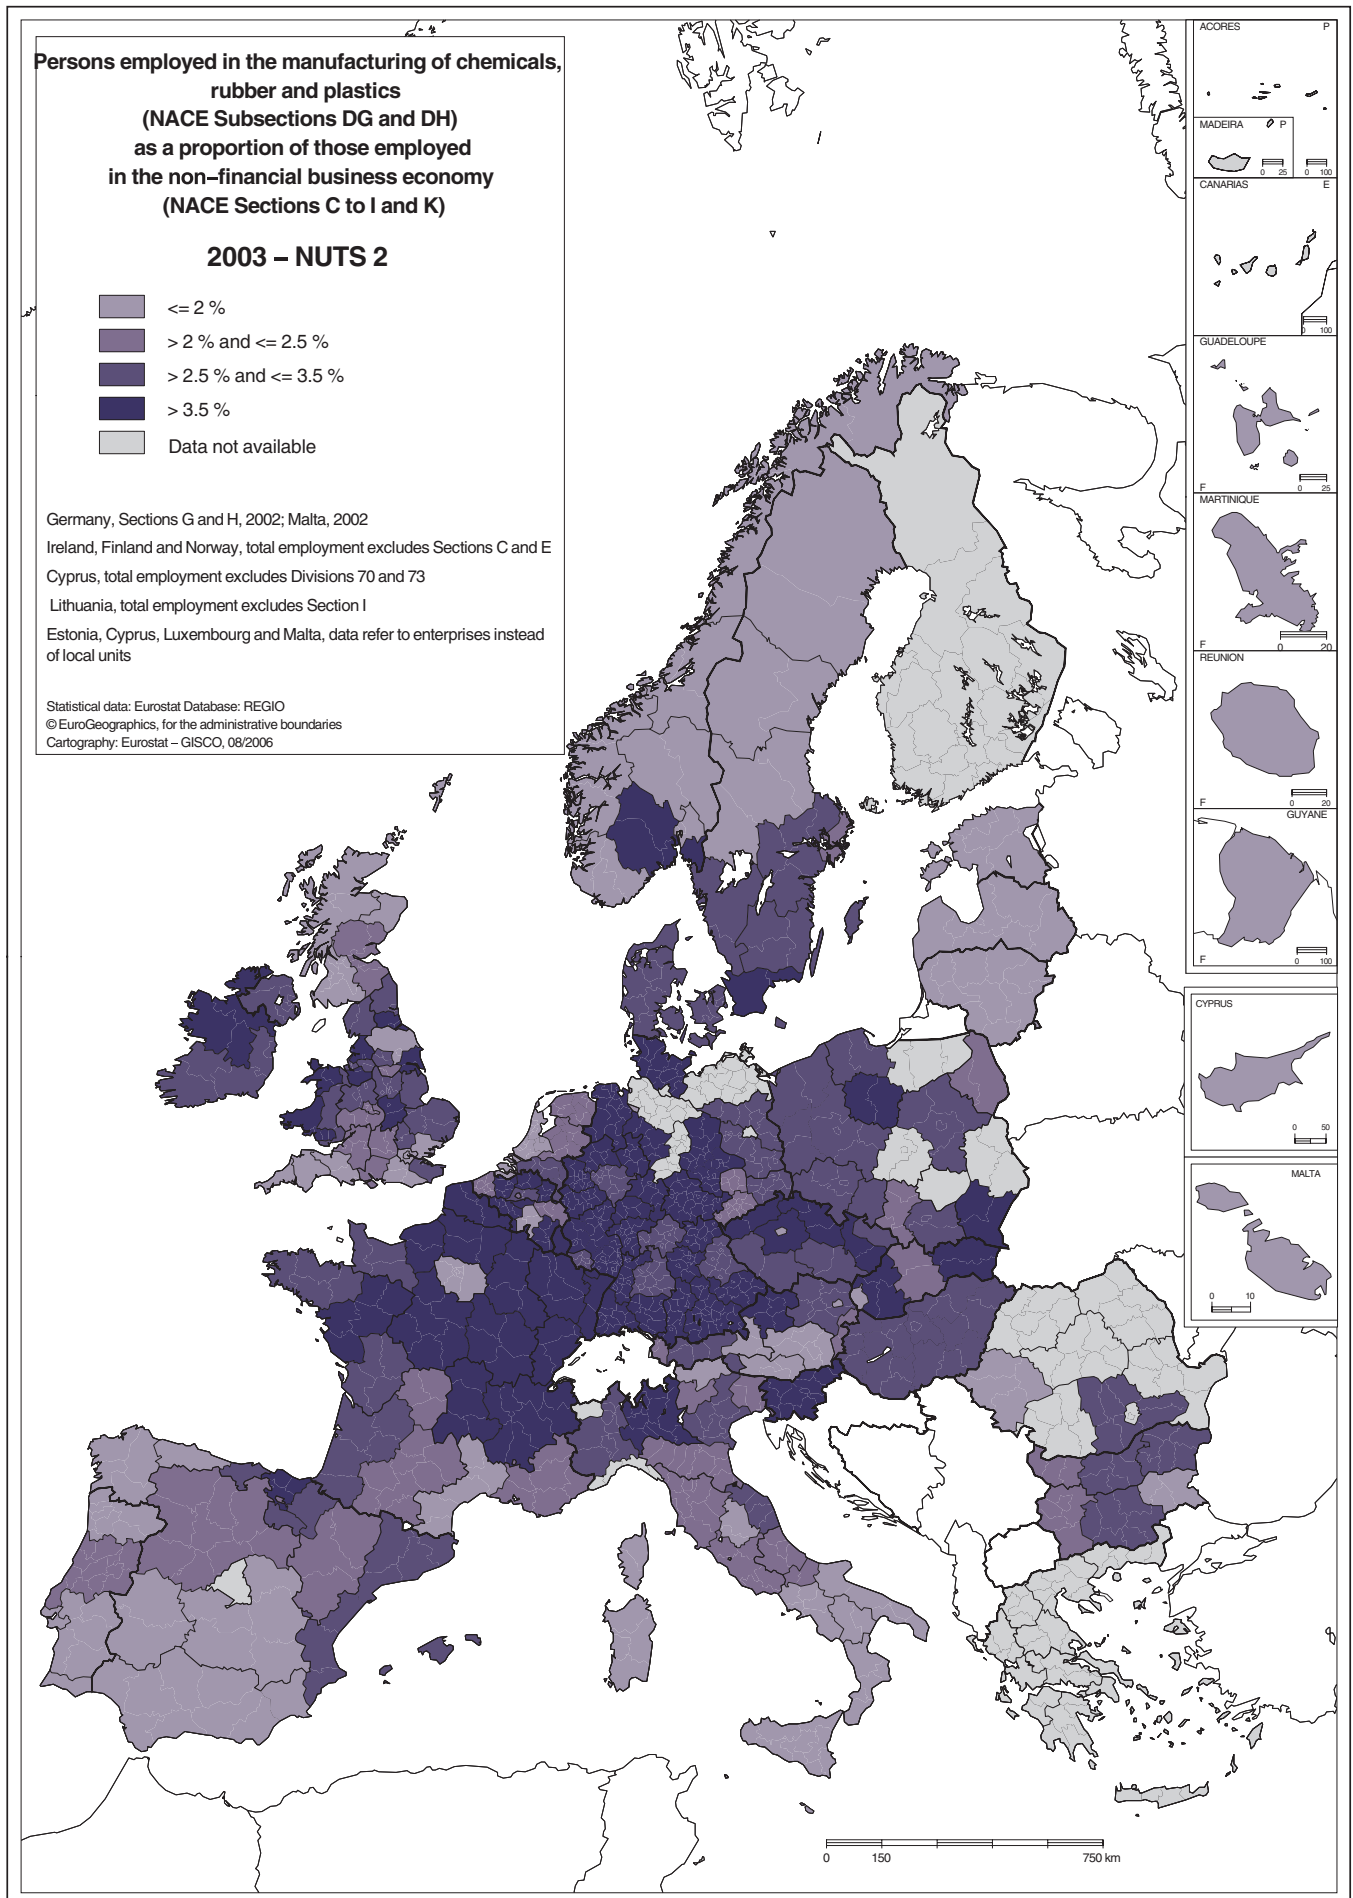 Persons employed in the manufacturing of chemicals,
rubber and plastics
(NACE Subsections DG and DH)
as a proportion of those employed
in the non–financial business economy
(NACE Sections C to I and K)
2003 – NUTS 2
<= 2 %
> 2 % and <= 2.5 %
> 2.5 % and <= 3.5 %
> 3.5 %
Data not available
Germany, Sections G and H, 2002; Malta, 2002
Ireland, Finland and Norway, total employment excludes Sections C and E
Cyprus, total employment excludes Divisions 70 and 73
Lithuania, total employment excludes Section I
Estonia, Cyprus, Luxembourg and Malta, data refer to enterprises instead
of local units
Statistical data: Eurostat Database: REGIO
© EuroGeographics, for the administrative boundaries
Cartography: Eurostat – GISCO, 08/2006
ACORES P
MADEIRA P
0 25
0 100
CANARIAS E
0 100
GUADELOUPE
F
0 25
MARTINIQUE
F
0 20
REUNION
F
0 20
GUYANE
F
0 100
CYPRUS
0 50
MALTA
0 10
0 150 750 km